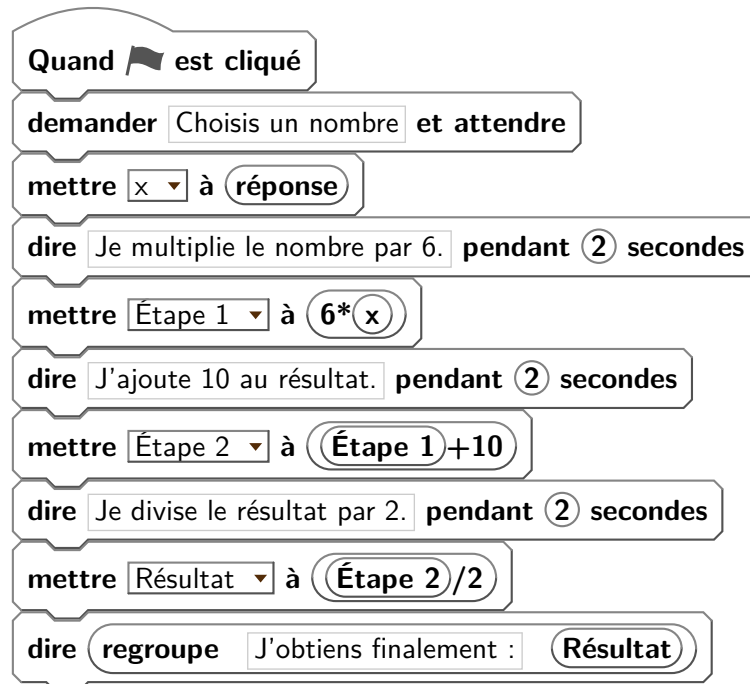 Quand est cliqué
demander Choisis un nombre et attendre
mettre x à réponse
dire Je multiplie le nombre par 6. pendant 2 secondes
mettre Étape 1 à 6*x
dire J'ajoute 10 au résultat. pendant 2 secondes
mettre Étape 2 à Étape 1+10
dire Je divise le résultat par 2. pendant 2 secondes
mettre Résultat à Étape 2/2
dire regroupe J'obtiens finalement : Résultat